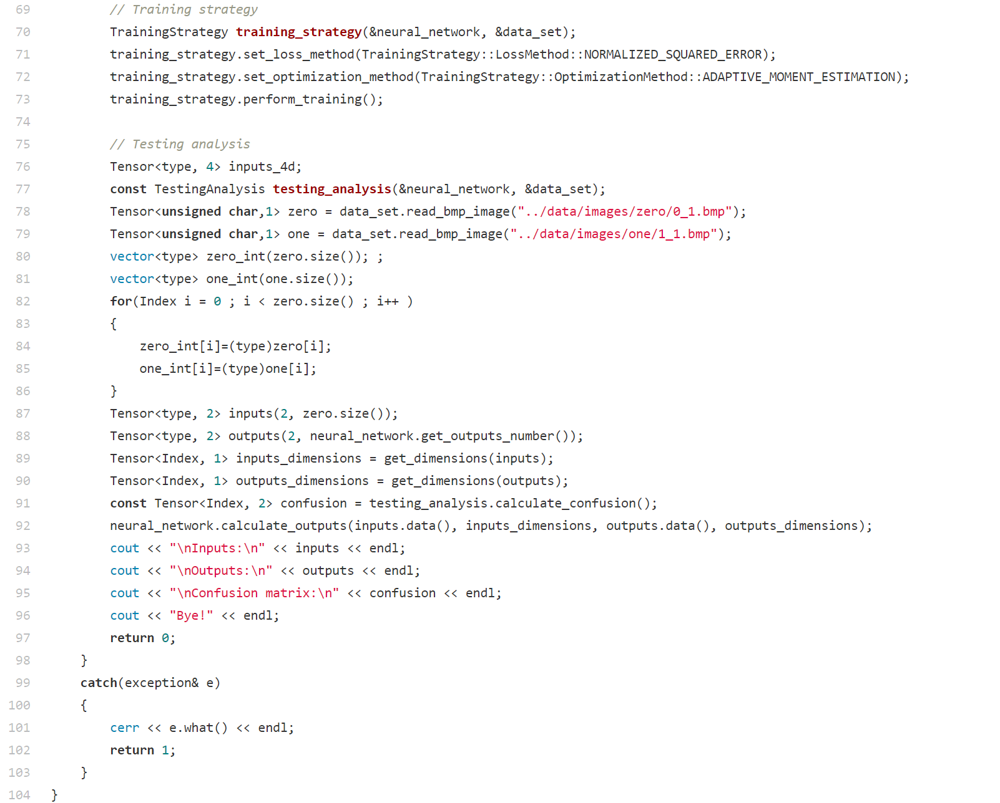 69 // Training strategy
70 TrainingStrategy training_strategy(&neural_network, &data_set);
71 training_strategy.set_loss_method(TrainingStrategy::LossMethod::NORMALIZED_SQUARED_ERROR);
72 training_strategy.set_optimization_method(TrainingStrategy::OptimizationMethod::ADAPTIVE_MOMENT_ESTIMATION);
73 training_strategy.perform_training();
74
75 // Testing analysis
76 Tensor<type, 4> inputs_4d;
77 const TestingAnalysis testing_analysis(&neural_network, &data_set);
78 Tensor<unsigned char,1> zero = data_set.read_bmp_image("../data/images/zero/0_1.bmp");
79 Tensor<unsigned char,1> one = data_set.read_bmp_image("../data/images/one/1_1.bmp");
80 vector<type> zero_int(zero.size()); ;
81 vector<type> one_int(one.size());
82 for(Index i = 0 ; i < zero.size() ; i++ )
83 {
84 zero_int[i]=(type)zero[i];
85 one_int[i]=(type)one[i];
86 }
87 Tensor<type, 2> inputs(2, zero.size());
88 Tensor<type, 2> outputs(2, neural_network.get_outputs_number());
89 Tensor<Index, 1> inputs_dimensions = get_dimensions(inputs);
90 Tensor<Index, 1> outputs_dimensions = get_dimensions(outputs);
91 const Tensor<Index, 2> confusion = testing_analysis.calculate_confusion();
92 neural_network.calculate_outputs(inputs.data(), inputs_dimensions, outputs.data(), outputs_dimensions);
93 cout << "\nInputs:\n" << inputs << endl;
94 cout << "\nOutputs:\n" << outputs << endl;
95 cout << "\nConfusion matrix:\n" << confusion << endl;
96 cout << "Bye!" << endl;
97 return 0;
98 }
99 catch(exception& e)
100 {
101 cerr << e.what() << endl;
102 return 1;
103 }
104 }